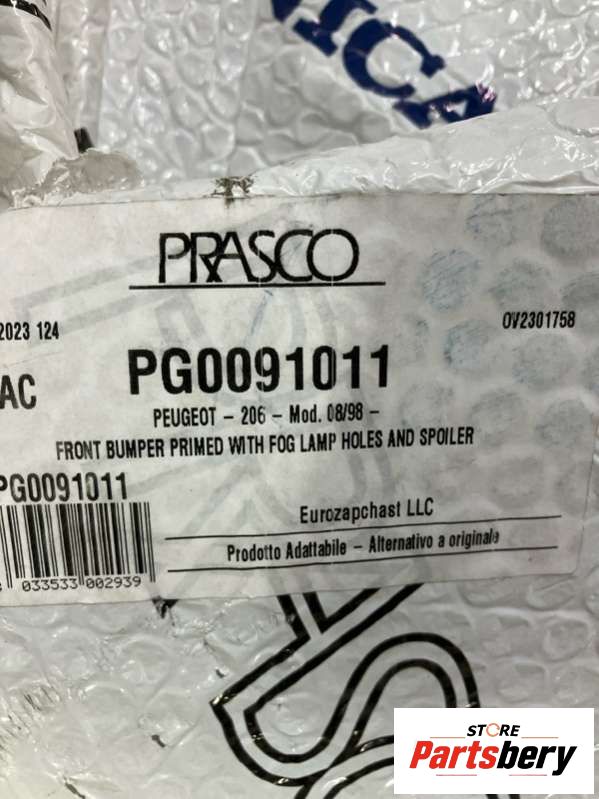 NICA
PRASCO
2023 124
OV2301758
AC
PG0091011
PEUGEOT - 206 - Mod. 08/98 -
FRONT BUMPER PRIMED WITH FOG LAMP HOLES AND SPOILER
PG0091011
Eurozapchast LLC
Prodotto Adattabile - Alternativo a originale
033533 002939
STORE
Partsbery